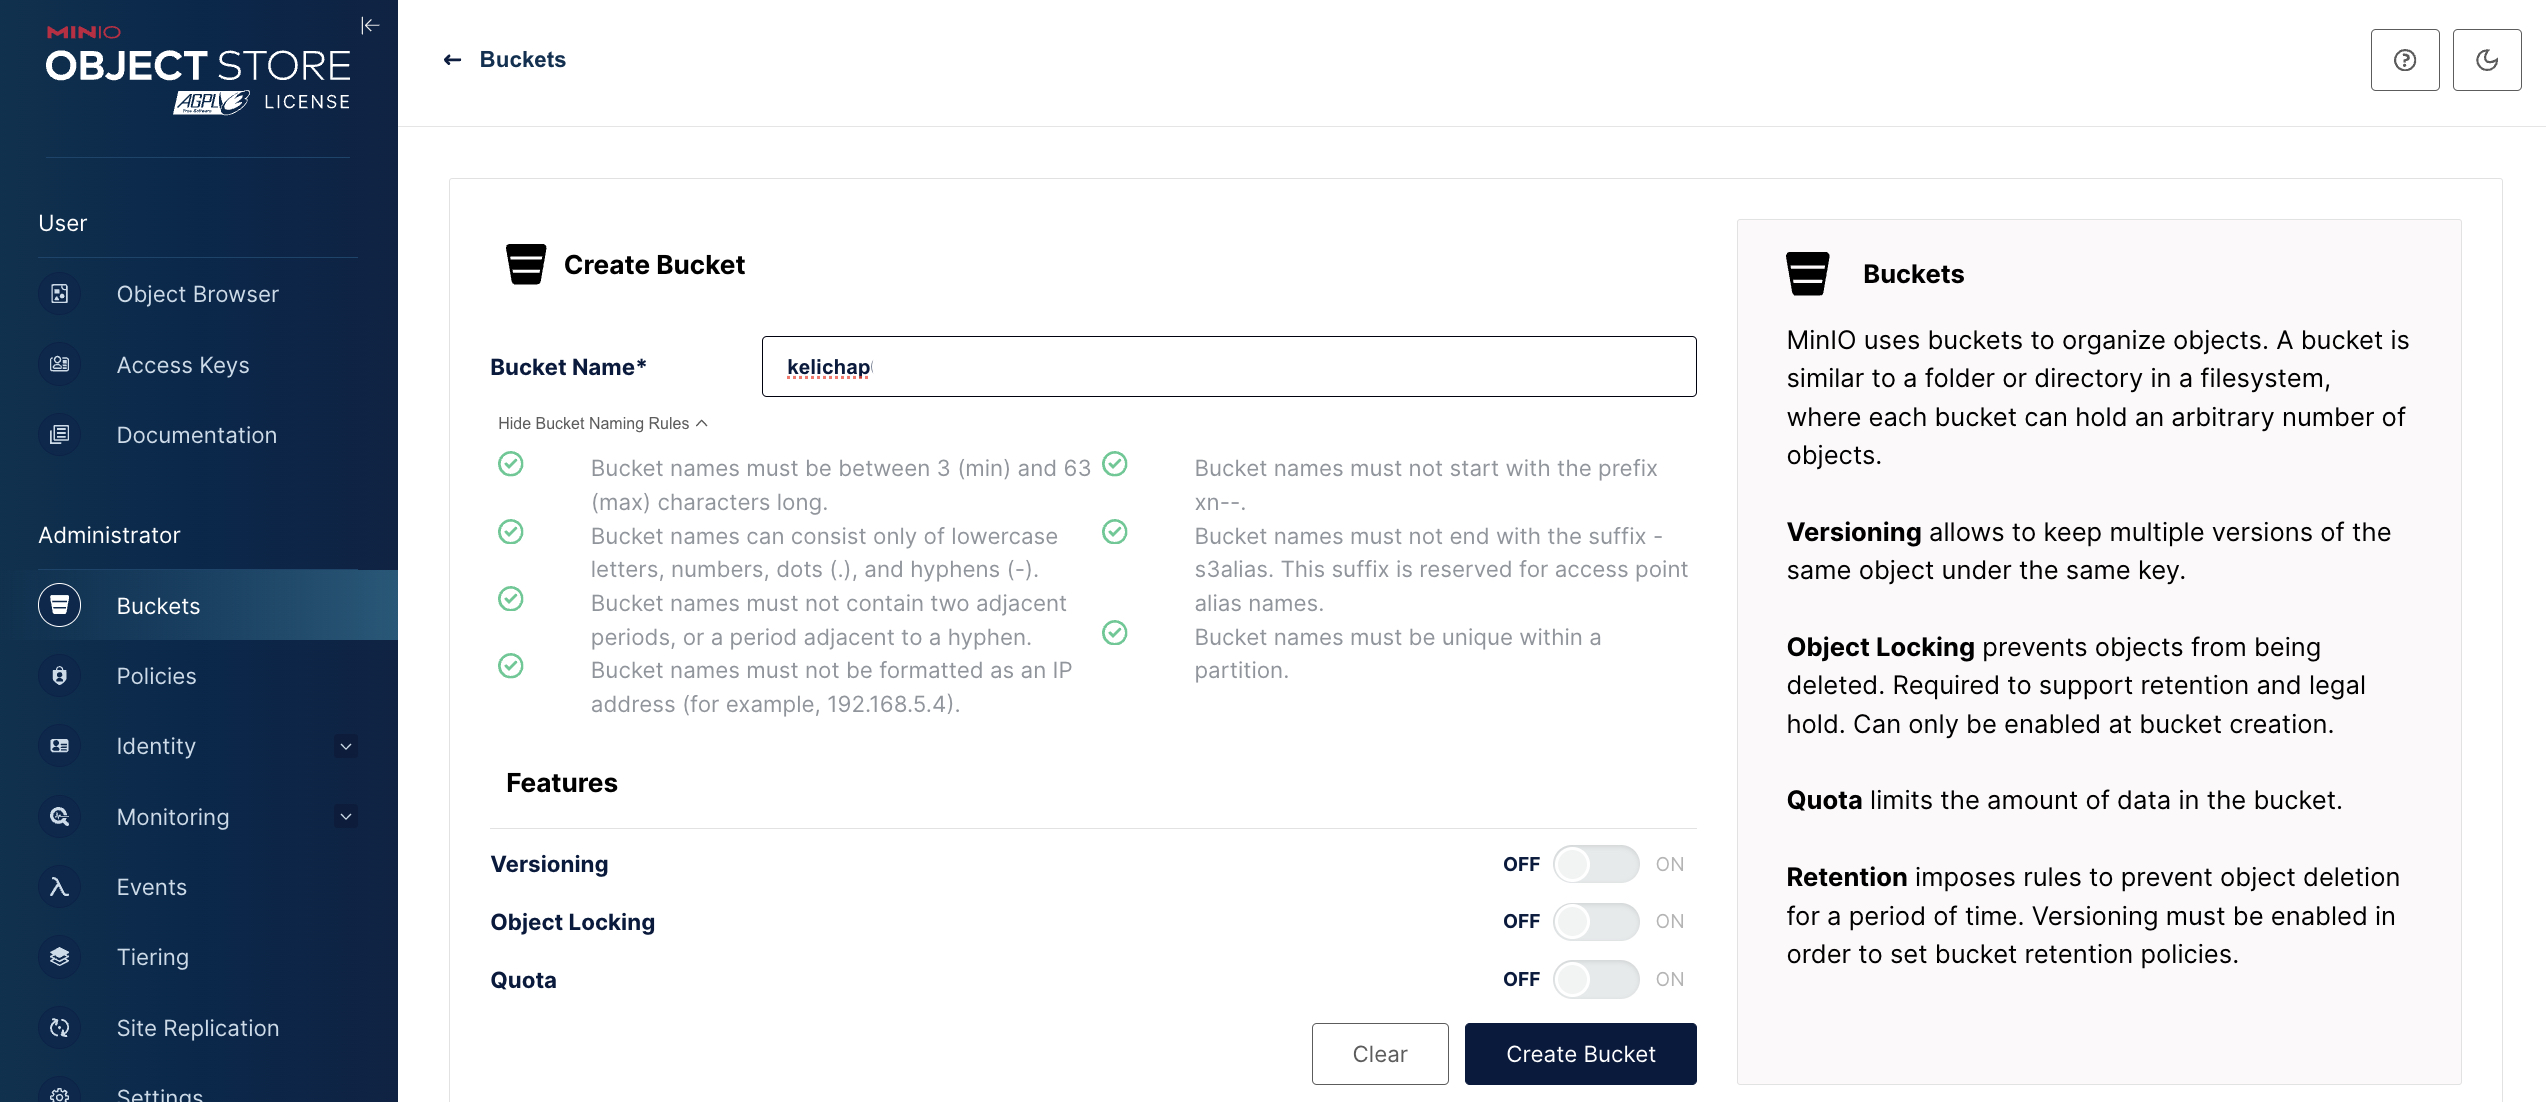 MINIO
OBJECT STORE
AGPL v3 LICENSE
Free Software
User
Object Browser
Access Keys
Documentation
Administrator
Buckets
Policies
Identity
Monitoring
Events
Tiering
Site Replication
Settings
← Buckets
Create Bucket
Bucket Name*
kelichap
Hide Bucket Naming Rules
Bucket names must be between 3 (min) and 63
(max) characters long.
Bucket names can consist only of lowercase
letters, numbers, dots (.), and hyphens (-).
Bucket names must not contain two adjacent
periods, or a period adjacent to a hyphen.
Bucket names must not be formatted as an IP
address (for example, 192.168.5.4).
Bucket names must not start with the prefix
xn--.
Bucket names must not end with the suffix -
s3alias. This suffix is reserved for access point
alias names.
Bucket names must be unique within a
partition.
Features
Versioning OFF ON
Object Locking OFF ON
Quota OFF ON
Clear Create Bucket
Buckets
MinIO uses buckets to organize objects. A bucket is
similar to a folder or directory in a filesystem,
where each bucket can hold an arbitrary number of
objects.
Versioning allows to keep multiple versions of the
same object under the same key.
Object Locking prevents objects from being
deleted. Required to support retention and legal
hold. Can only be enabled at bucket creation.
Quota limits the amount of data in the bucket.
Retention imposes rules to prevent object deletion
for a period of time. Versioning must be enabled in
order to set bucket retention policies.